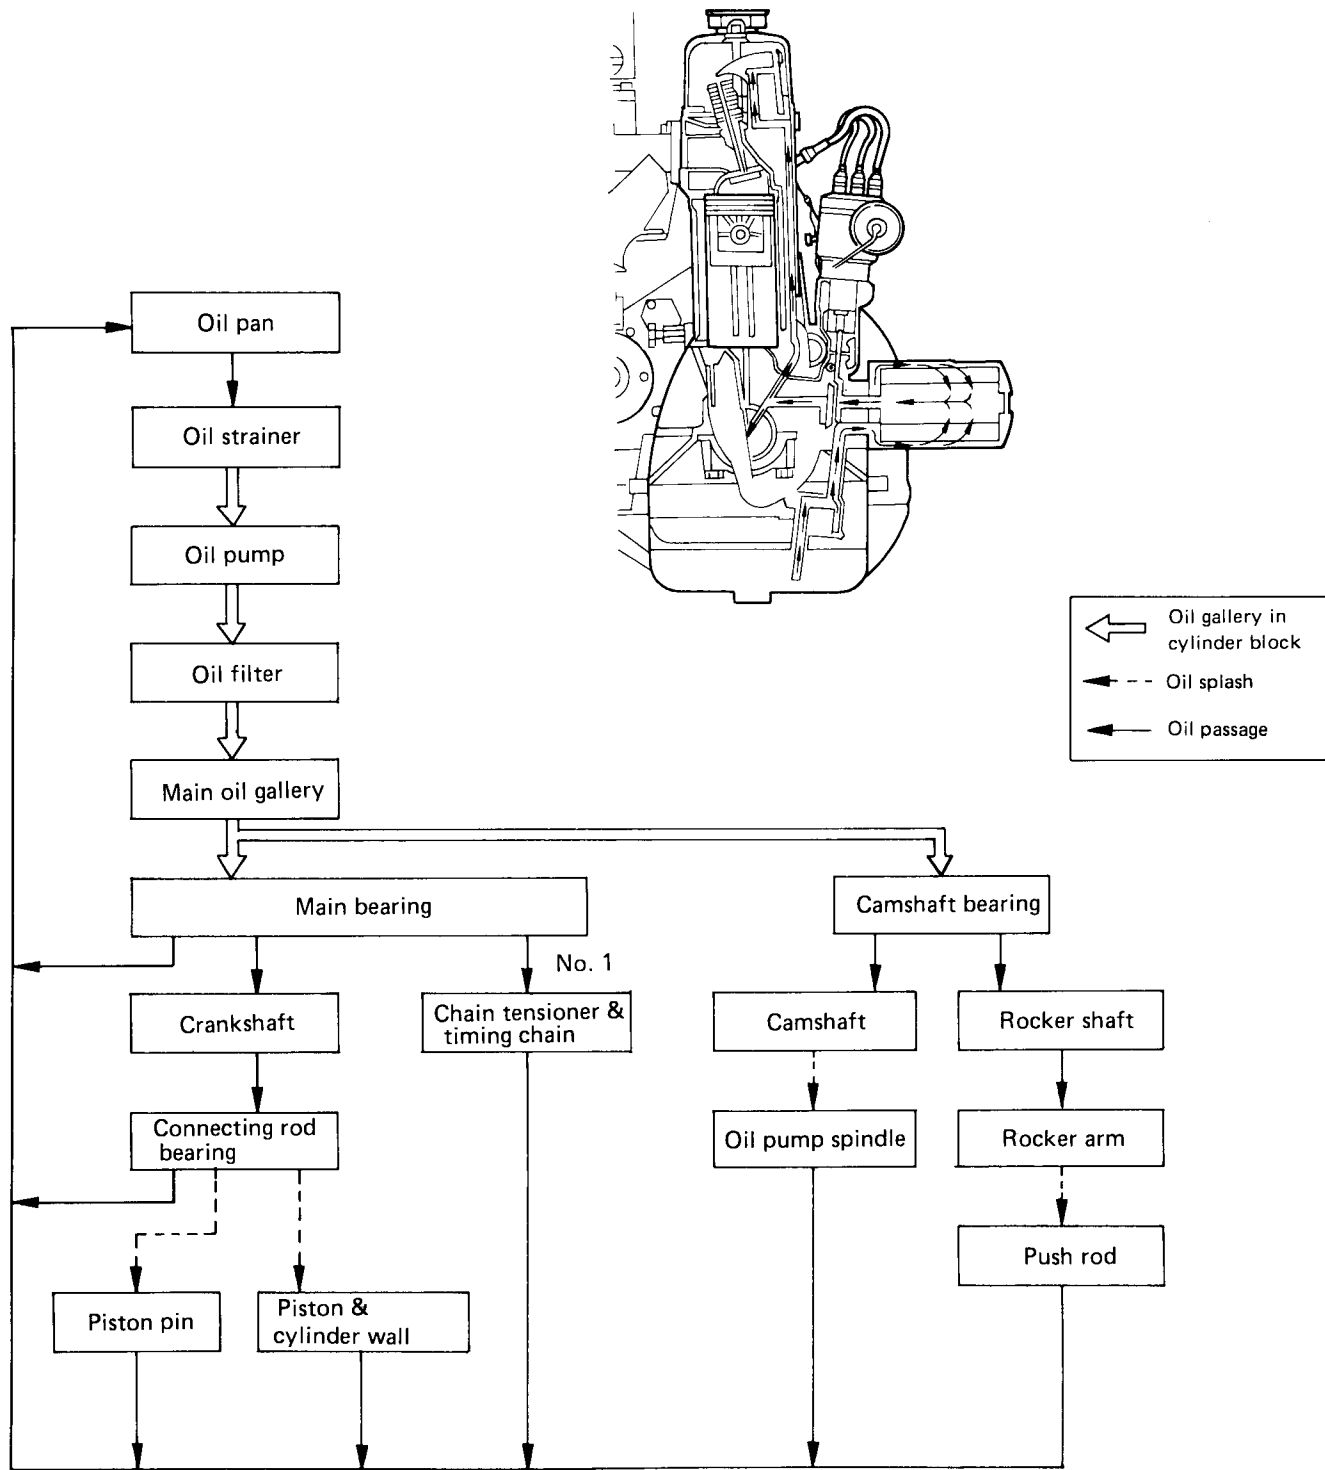 Oil pan
Oil strainer
Oil pump
Oil filter
Main oil gallery
Oil gallery in
cylinder block
Oil splash
Oil passage
Main bearing
Camshaft bearing
No. 1
Crankshaft
Chain tensioner &
timing chain
Camshaft
Rocker shaft
Connecting rod
bearing
Oil pump spindle
Rocker arm
Push rod
Piston pin
Piston &
cylinder wall